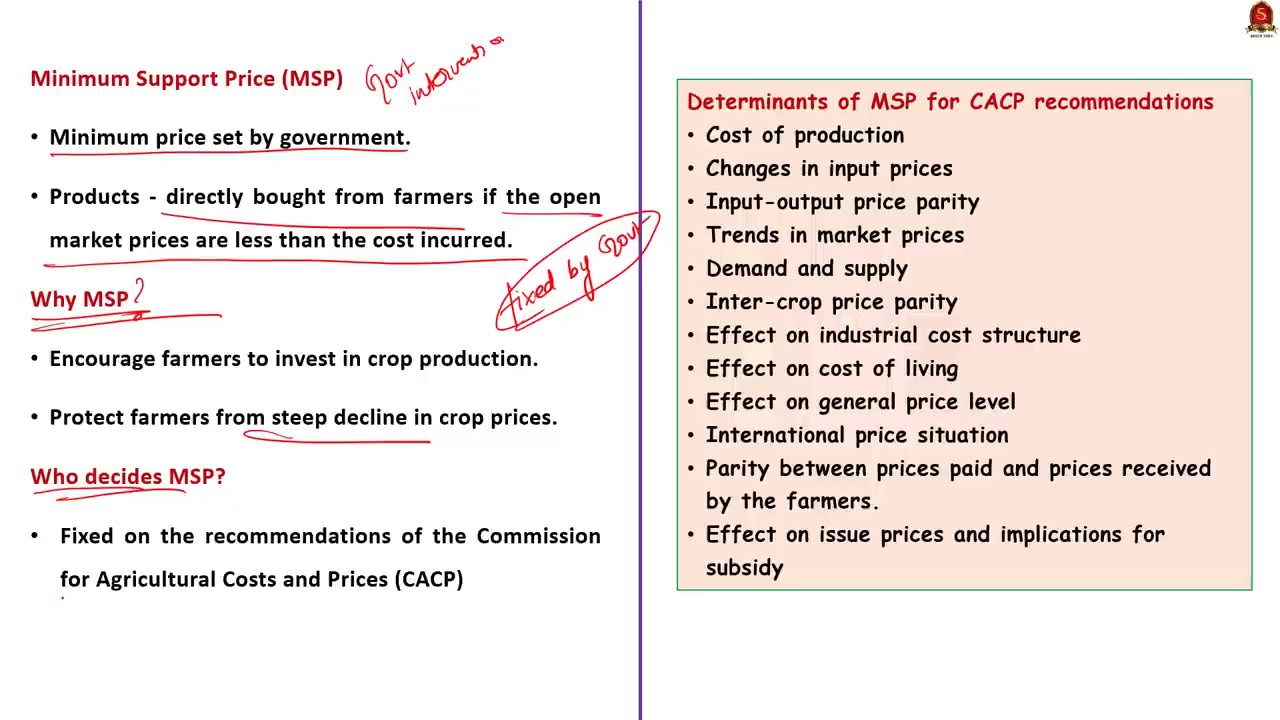 Minimum Support Price (MSP)
Govt
intervention
• Minimum price set by government.
• Products - directly bought from farmers if the open
market prices are less than the cost incurred.
fixed by Govt
Why MSP?
• Encourage farmers to invest in crop production.
• Protect farmers from steep decline in crop prices.
Who decides MSP?
• Fixed on the recommendations of the Commission
for Agricultural Costs and Prices (CACP)
S
SINCE 2004
Determinants of MSP for CACP recommendations
• Cost of production
• Changes in input prices
• Input-output price parity
• Trends in market prices
• Demand and supply
• Inter-crop price parity
• Effect on industrial cost structure
• Effect on cost of living
• Effect on general price level
• International price situation
• Parity between prices paid and prices received
by the farmers.
• Effect on issue prices and implications for
subsidy